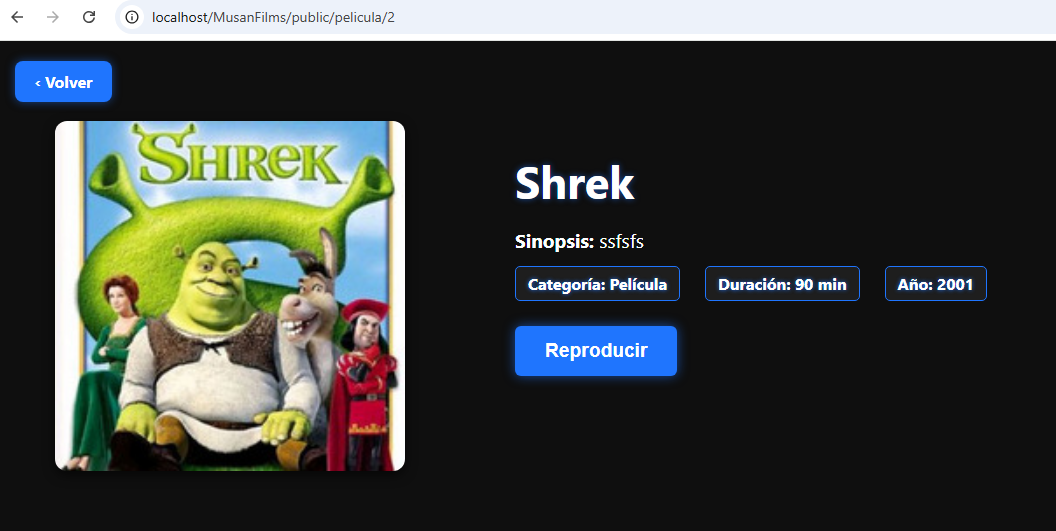 localhost/MusanFilms/public/pelicula/2
‹ Volver
SHREK
Shrek
Sinopsis: ssfsfs
Categoría: Película
Duración: 90 min
Año: 2001
Reproducir